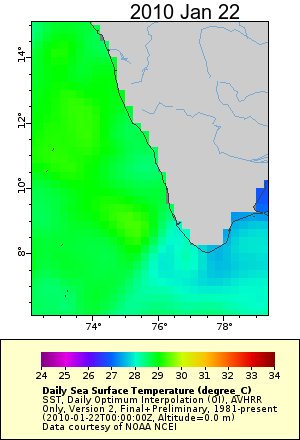 2010 Jan 22
14°
12°
10°
8°
74°
76°
78°
24 25 26 27 28 29 30 31 32 33 34
Daily Sea Surface Temperature (degree_C)
SST, Daily Optimum Interpolation (OI), AVHRR
Only, Version 2, Final+Preliminary, 1981-present
(2010-01-22T00:00:00Z, Altitude=0.0 m)
Data courtesy of NOAA NCEI